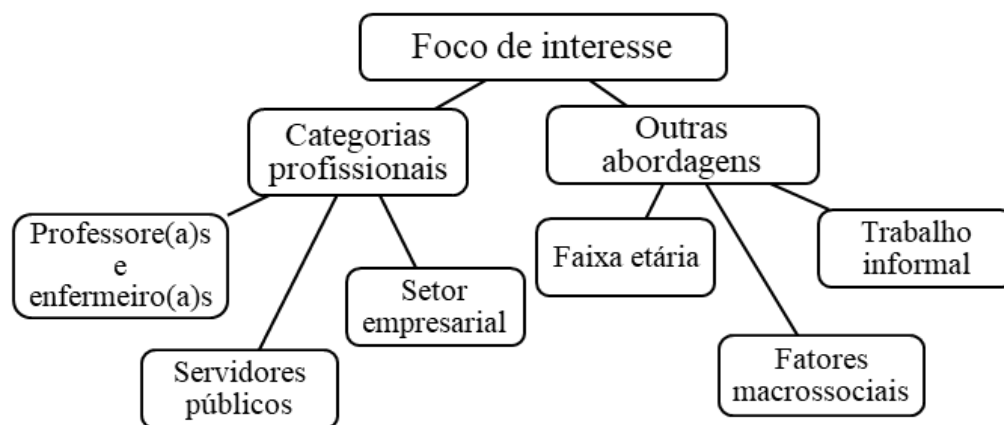 Foco de interesse
Categorias
profissionais
Outras
abordagens
Professore(a)s
e
enfermeiro(a)s
Servidores
públicos
Setor
empresarial
Faixa etária
Fatores
macrossociais
Trabalho
informal